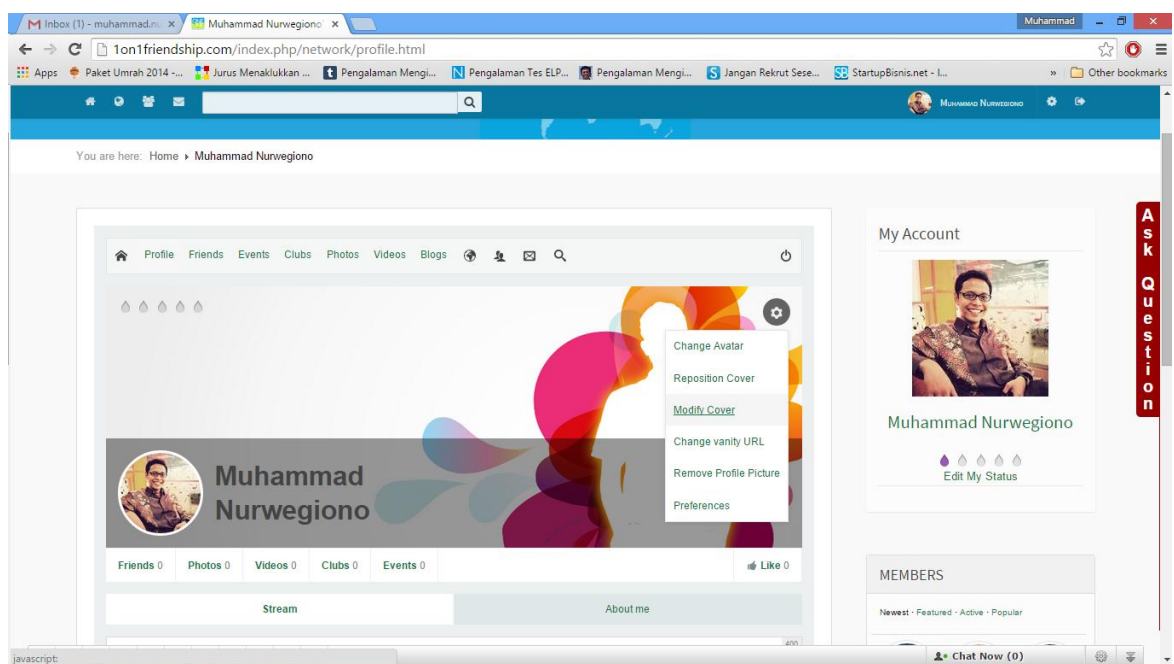 Inbox (1) - muhammad.nu
Muhammad Nurwegiono'
Muhammad
1on1friendship.com/index.php/network/profile.html
Apps
Paket Umrah 2014 -...
Jurus Menaklukkan ...
Pengalaman Mengi...
Pengalaman Tes ELP...
Pengalaman Mengi...
Jangan Rekrut Sese...
StartupBisnis.net - I...
»
Other bookmarks
Muhammad Nurwegiono
You are here: Home ▸ Muhammad Nurwegiono
Profile Friends Events Clubs Photos Videos Blogs
Change Avatar
Reposition Cover
Modify Cover
Change vanity URL
Remove Profile Picture
Preferences
Muhammad
Nurwegiono
Friends 0 Photos 0 Videos 0 Clubs 0 Events 0
Like 0
Stream
About me
400
My Account
Muhammad Nurwegiono
Edit My Status
MEMBERS
Newest · Featured · Active · Popular
Ask Question
Chat Now (0)
javascript: